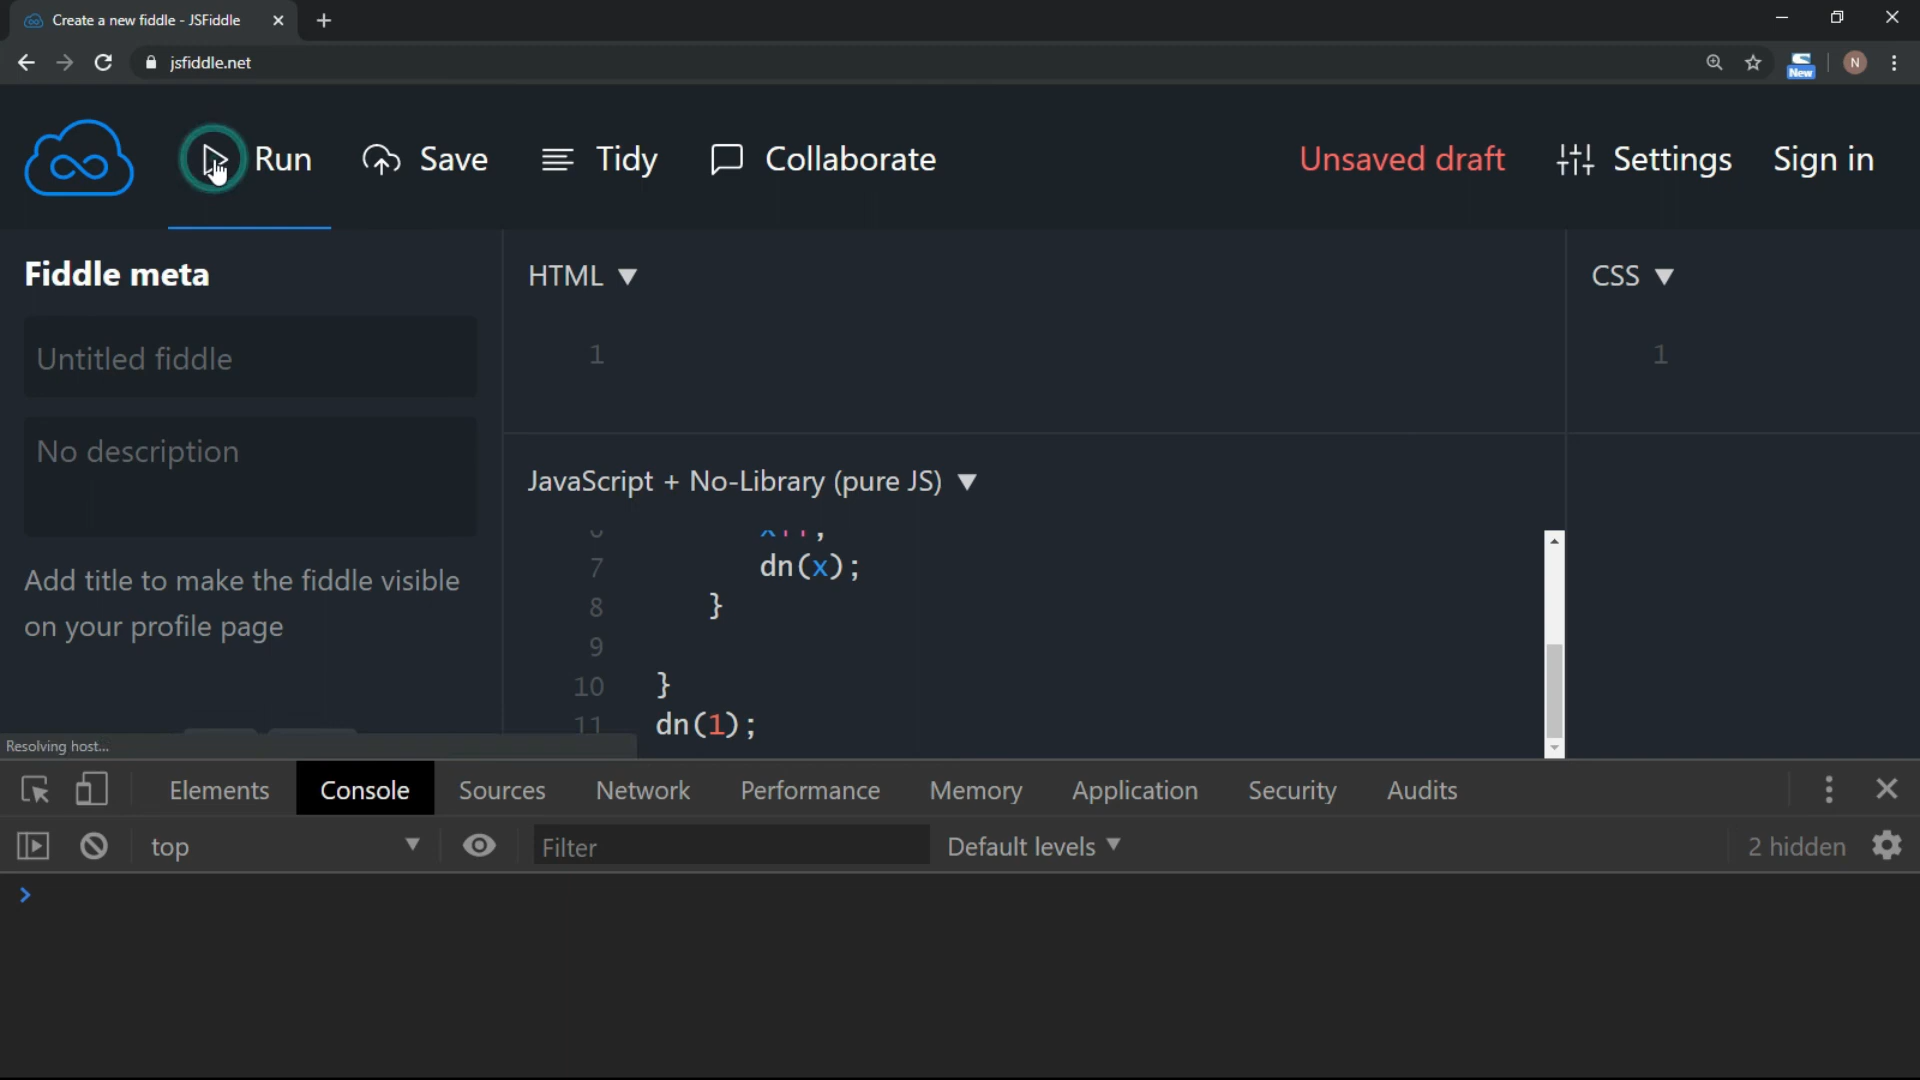 Create a new fiddle - JSFiddle
jsfiddle.net
New
N
Run
Save
Tidy
Collaborate
Unsaved draft
Settings
Sign in
Fiddle meta
Untitled fiddle
No description
Add title to make the fiddle visible
on your profile page
HTML
1
CSS
1
JavaScript + No-Library (pure JS)
7 dn(x);
8 }
9
10 }
11 dn(1);
Resolving host...
Elements
Console
Sources
Network
Performance
Memory
Application
Security
Audits
top
Filter
Default levels
2 hidden